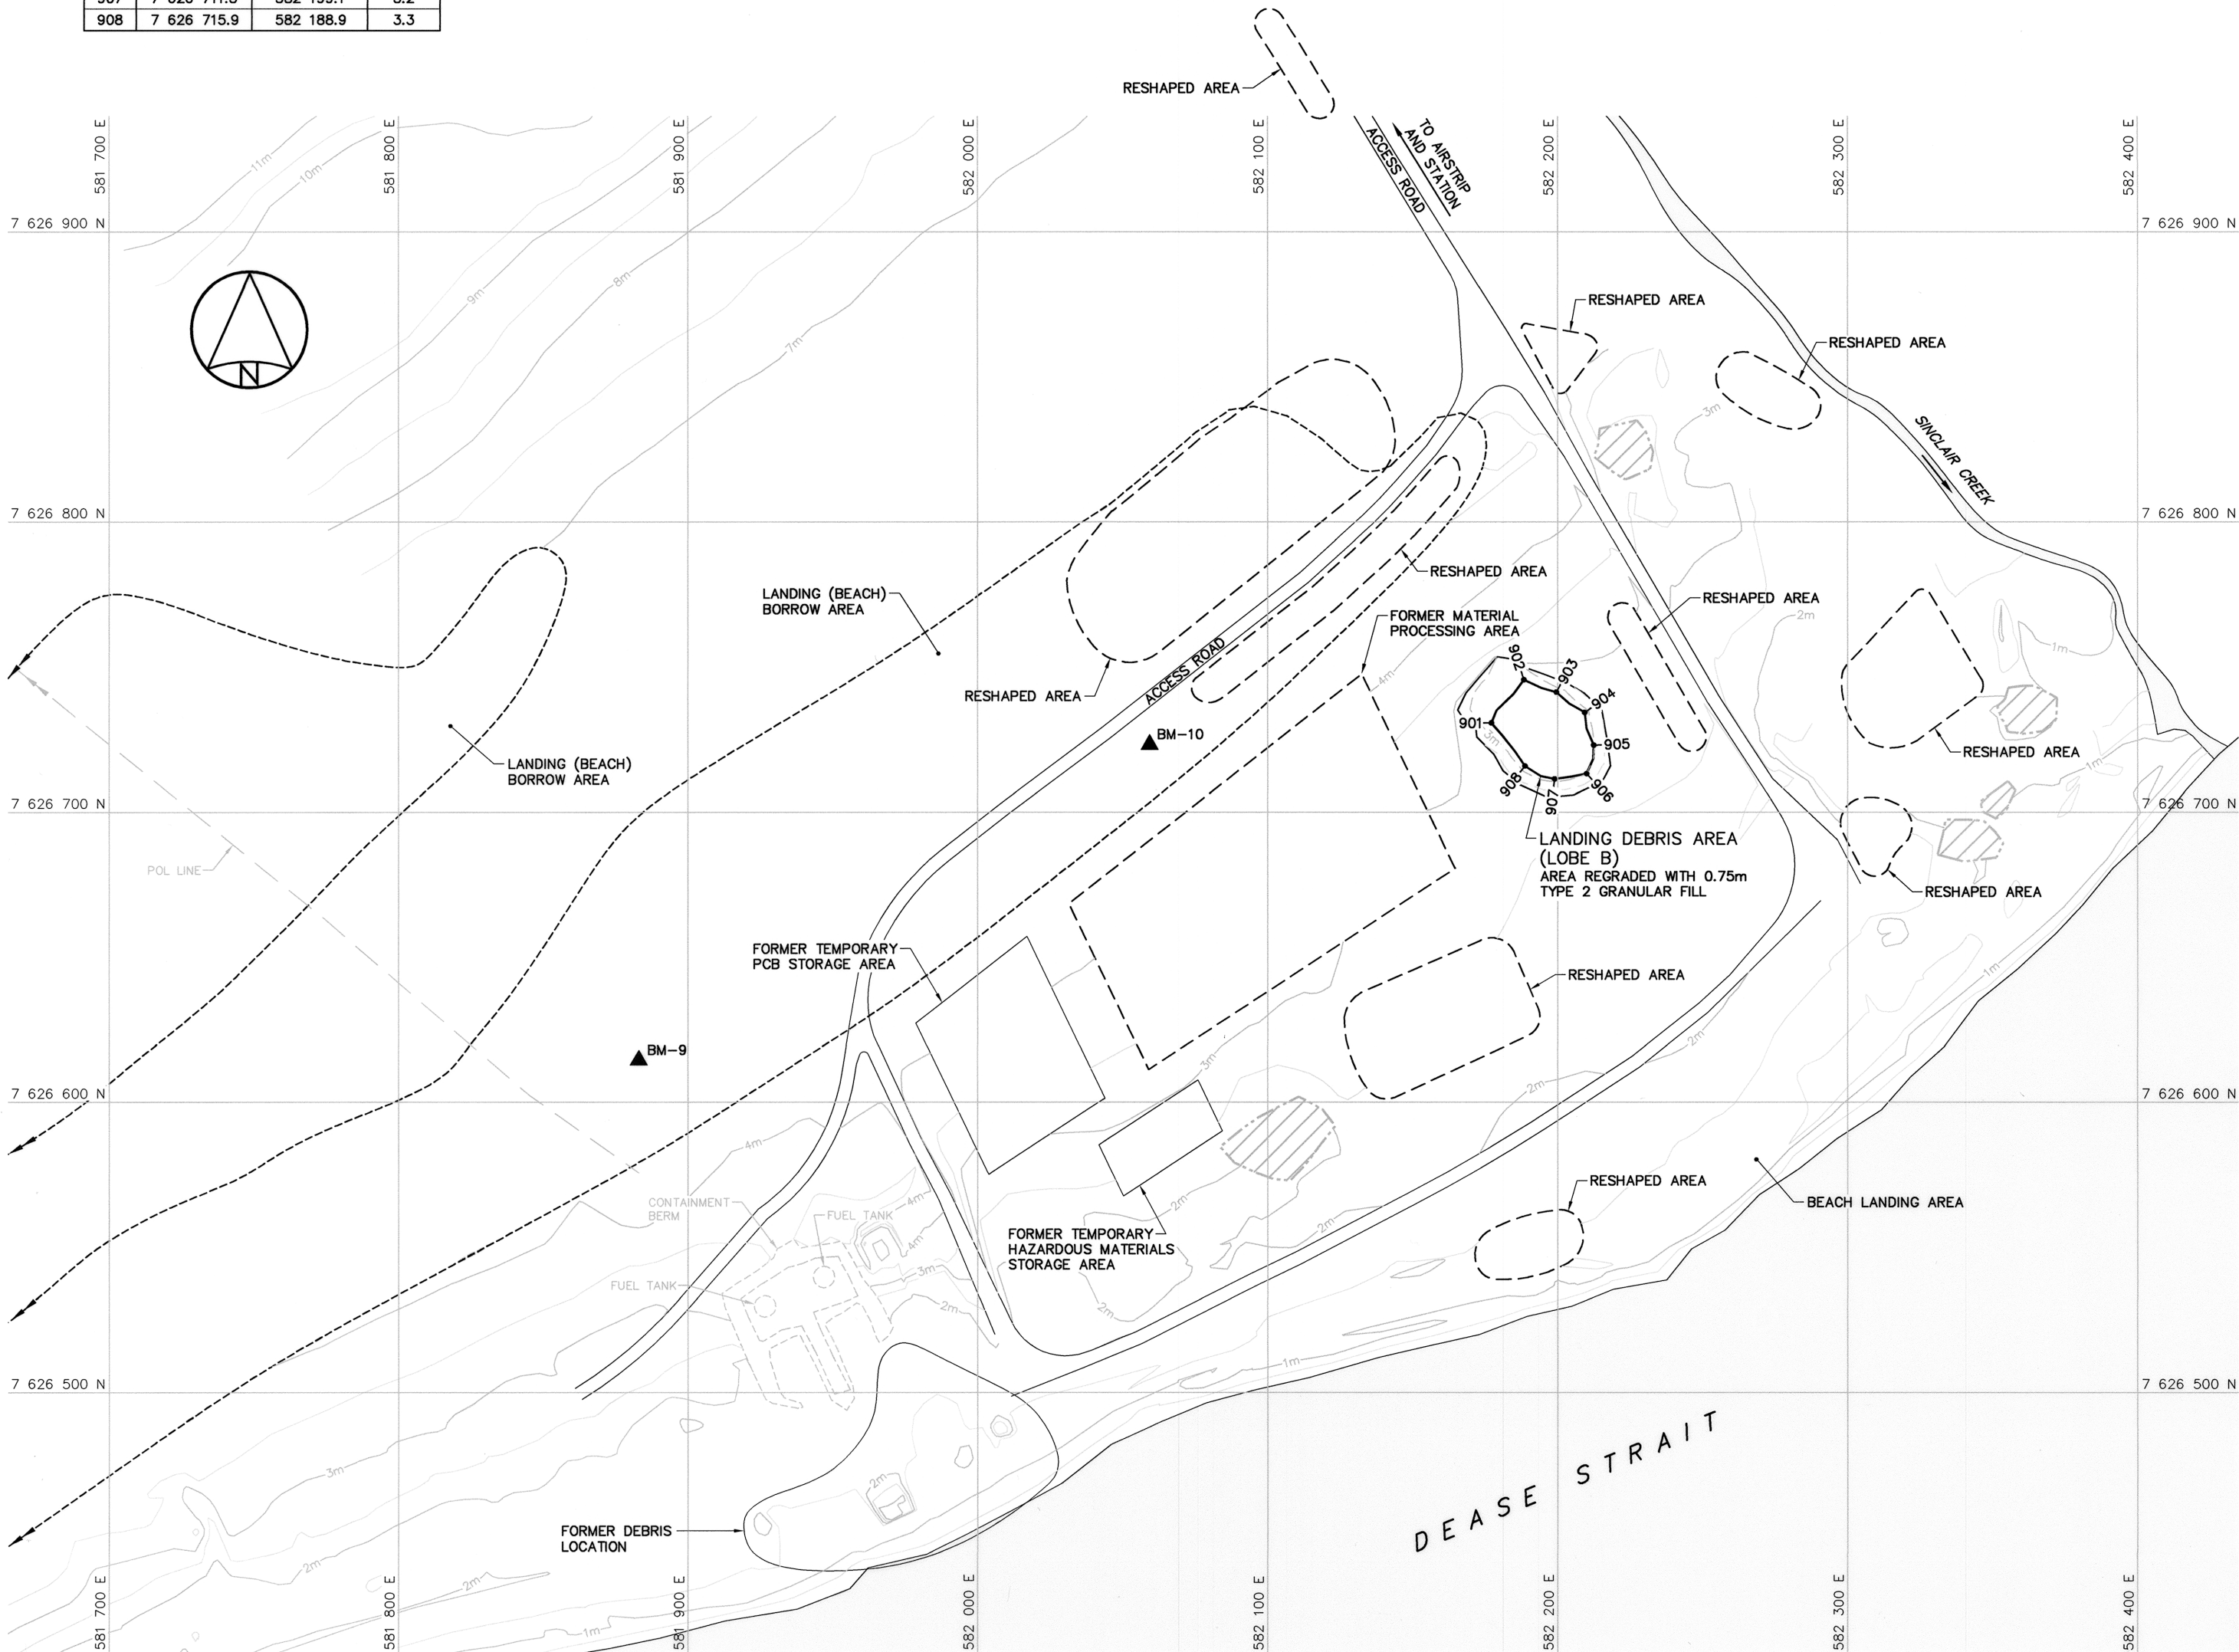 908 7 626 715.9 582 188.9 3.3
RESHAPED AREA
581 700 E
581 800 E
581 900 E
582 000 E
582 100 E
582 200 E
582 300 E
582 400 E
TO AIRSTRIP
AND STATION
ACCESS ROAD
11m
10m
7 626 900 N
7 626 900 N
N
9m
8m
7m
RESHAPED AREA
RESHAPED AREA
3m
SINCLAIR CREEK
7 626 800 N
7 626 800 N
RESHAPED AREA
LANDING (BEACH)
BORROW AREA
RESHAPED AREA
FORMER MATERIAL
PROCESSING AREA
2m
1m
ACCESS ROAD
RESHAPED AREA
4m
902
903
904
901
905
3m
908
907
906
BM-10
RESHAPED AREA
1m
LANDING (BEACH)
BORROW AREA
7 626 700 N
7 626 700 N
LANDING DEBRIS AREA
(LOBE B)
AREA REGRADED WITH 0.75m
TYPE 2 GRANULAR FILL
POL LINE
RESHAPED AREA
FORMER TEMPORARY
PCB STORAGE AREA
RESHAPED AREA
1m
2m
BM-9
3m
2m
7 626 600 N
7 626 600 N
4m
RESHAPED AREA
BEACH LANDING AREA
CONTAINMENT
BERM
FUEL TANK
4m
4m
2m
2m
FORMER TEMPORARY
HAZARDOUS MATERIALS
STORAGE AREA
3m
FUEL TANK
2m
2m
1m
7 626 500 N
7 626 500 N
DEASE STRAIT
3m
2m
FORMER DEBRIS
LOCATION
2m
2m
1m
581 700 E
581 800 E
581 900 E
582 000 E
582 100 E
582 200 E
582 300 E
582 400 E